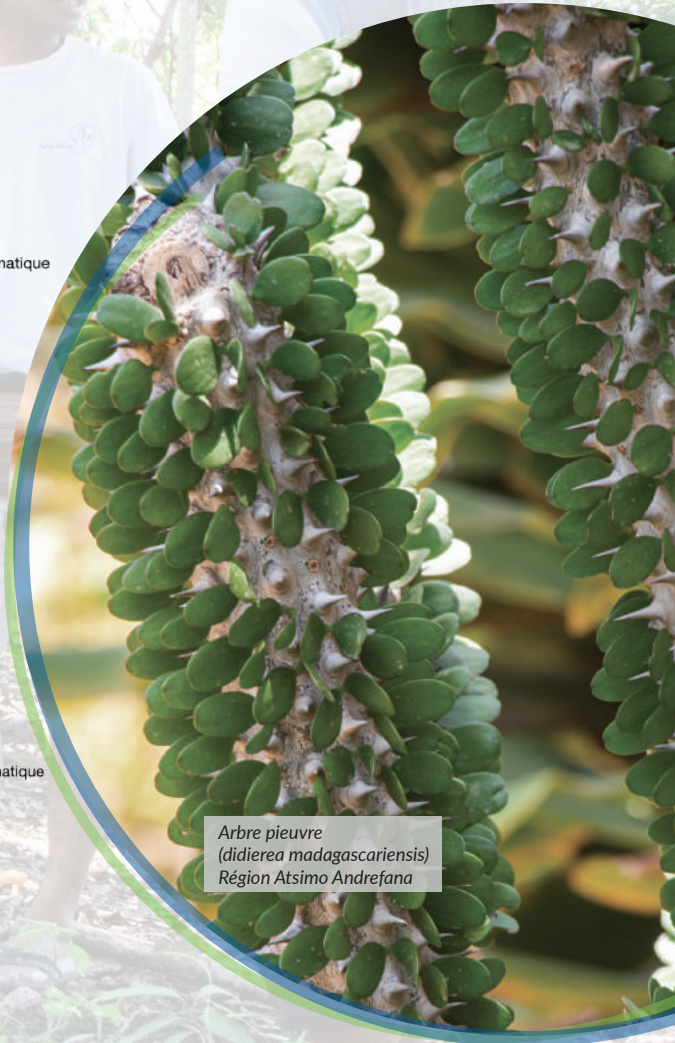 matique
matique
Arbre pieuvre
(didierea madagascariensis)
Région Atsimo Andrefana